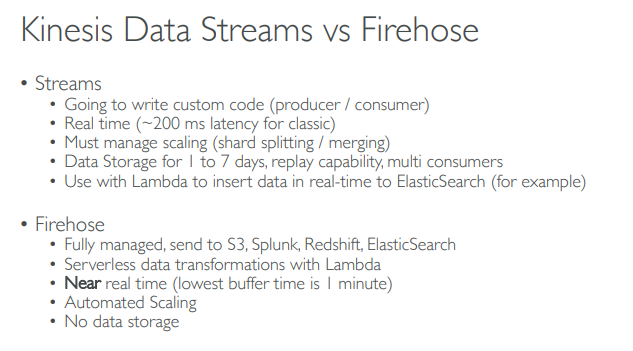 Kinesis Data Streams vs Firehose
• Streams
• Going to write custom code (producer / consumer)
• Real time (~200 ms latency for classic)
• Must manage scaling (shard splitting / merging)
• Data Storage for 1 to 7 days, replay capability, multi consumers
• Use with Lambda to insert data in real-time to ElasticSearch (for example)
• Firehose
• Fully managed, send to S3, Splunk, Redshift, ElasticSearch
• Serverless data transformations with Lambda
• Near real time (lowest buffer time is 1 minute)
• Automated Scaling
• No data storage